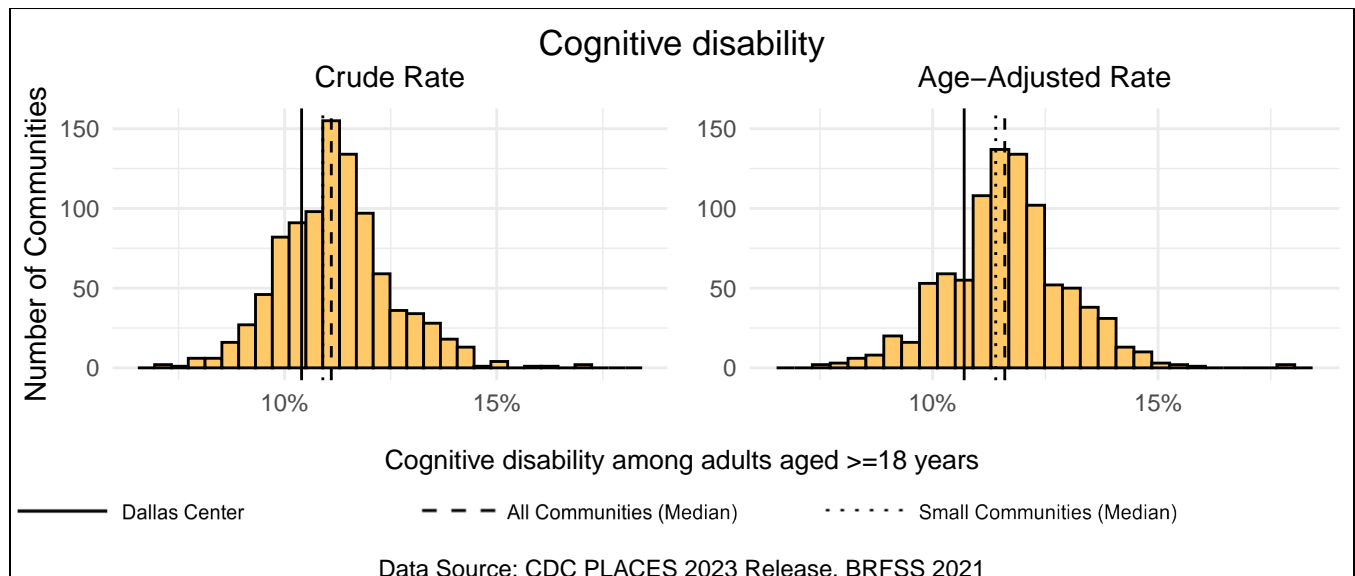 Cognitive disability
Crude Rate
Age−Adjusted Rate
Number of Communities
150
100
50
0
10%
15%
150
100
50
0
10%
15%
Cognitive disability among adults aged >=18 years
Dallas Center
All Communities (Median)
Small Communities (Median)
Data Source: CDC PLACES 2023 Release, BRFSS 2021